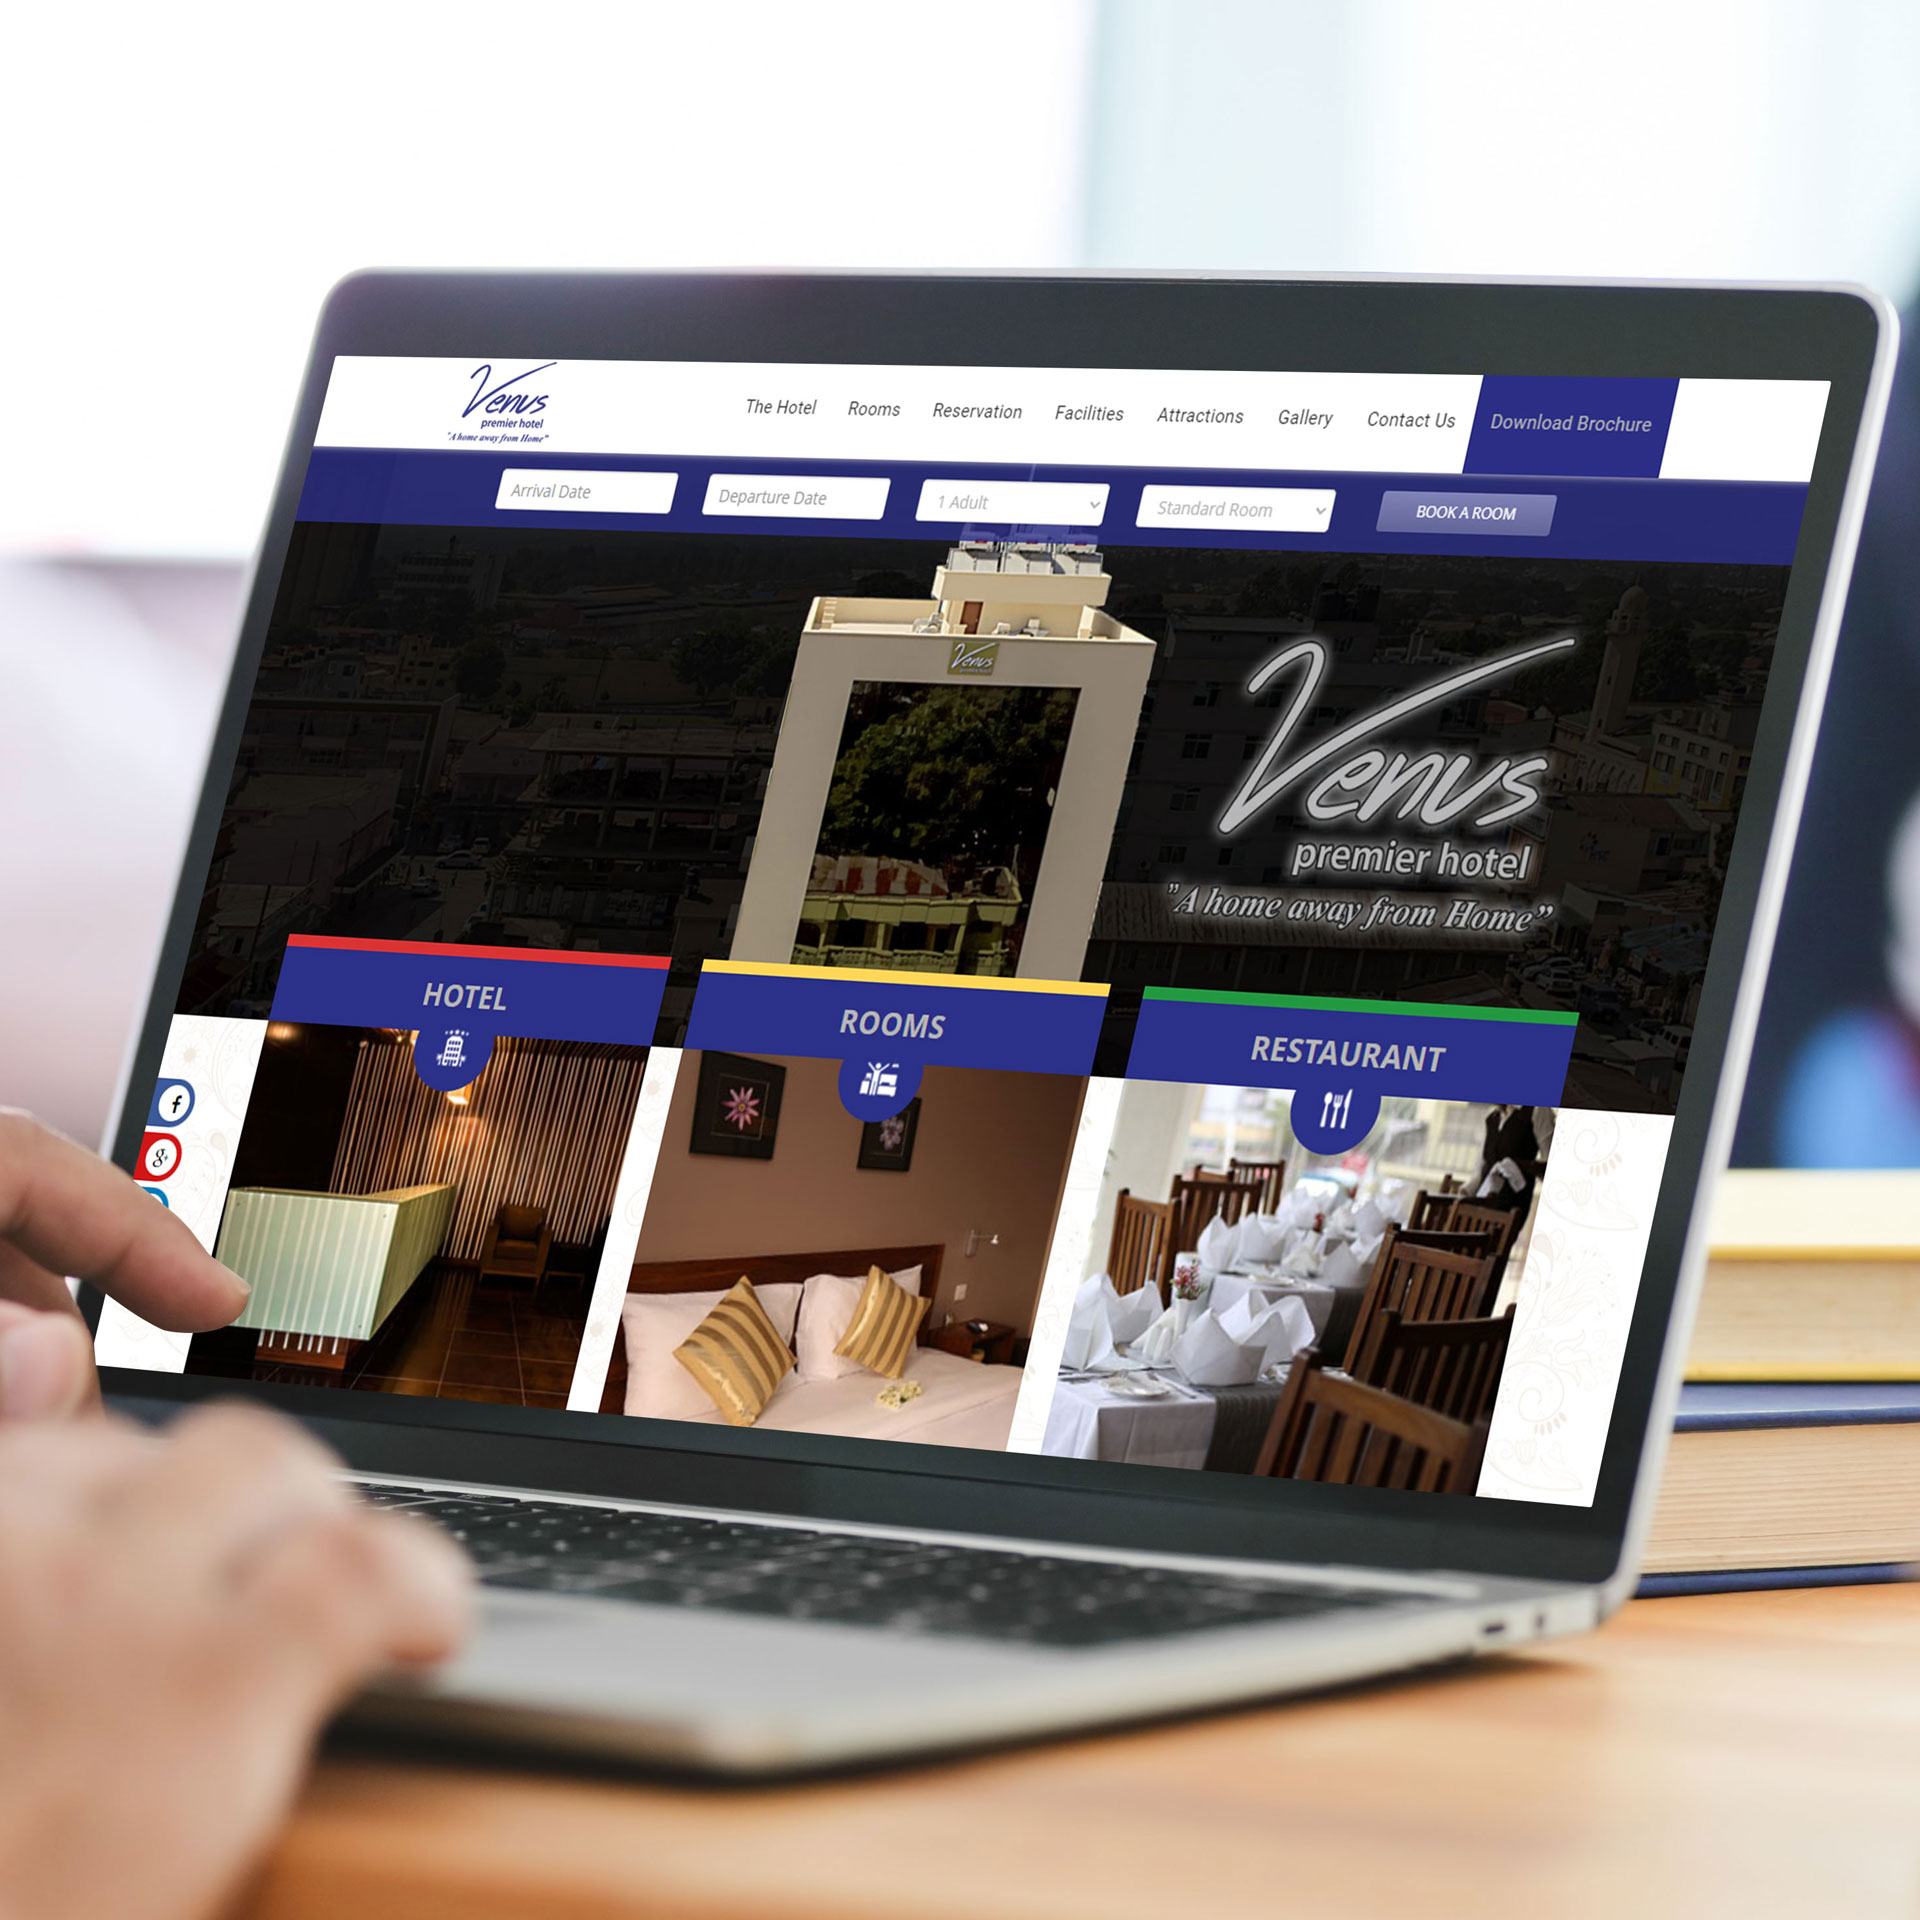 Venus
premier hotel
"A home away from Home"
The Hotel Rooms Reservation Facilities Attractions Gallery Contact Us Download Brochure
Arrival Date Departure Date 1 Adult Standard Room BOOK A ROOM
Venus
Venus
premier hotel
"A home away from Home"
HOTEL
ROOMS
RESTAURANT
f
g+